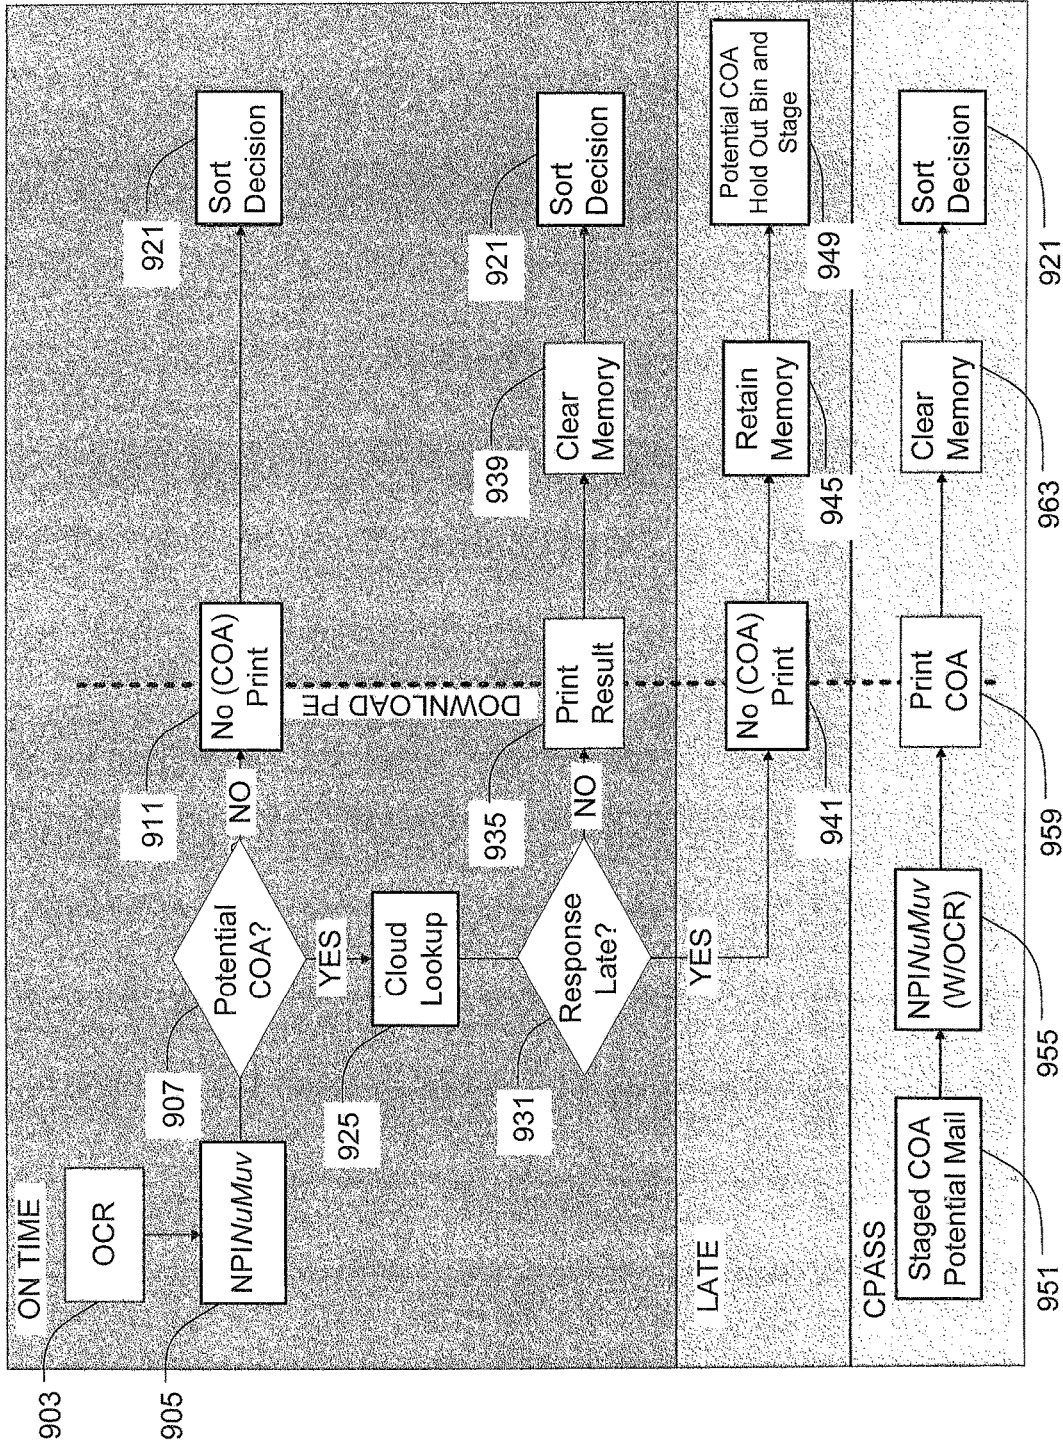 ON TIME
903
OCR
905
NPINuMuv
907
Potential
COA?
NO
911
No (COA)
Print
921
Sort
Decision
YES
925
Cloud
Lookup
DOWNLOAD PE
931
Response
Late?
NO
935
Print
Result
939
Clear
Memory
921
Sort
Decision
LATE
YES
941
No (COA)
Print
945
Retain
Memory
949
Potential COA
Hold Out Bin and
Stage
CPASS
951
Staged COA
Potential Mail
955
NPINuMuv
(W/OCR)
959
Print
COA
963
Clear
Memory
921
Sort
Decision